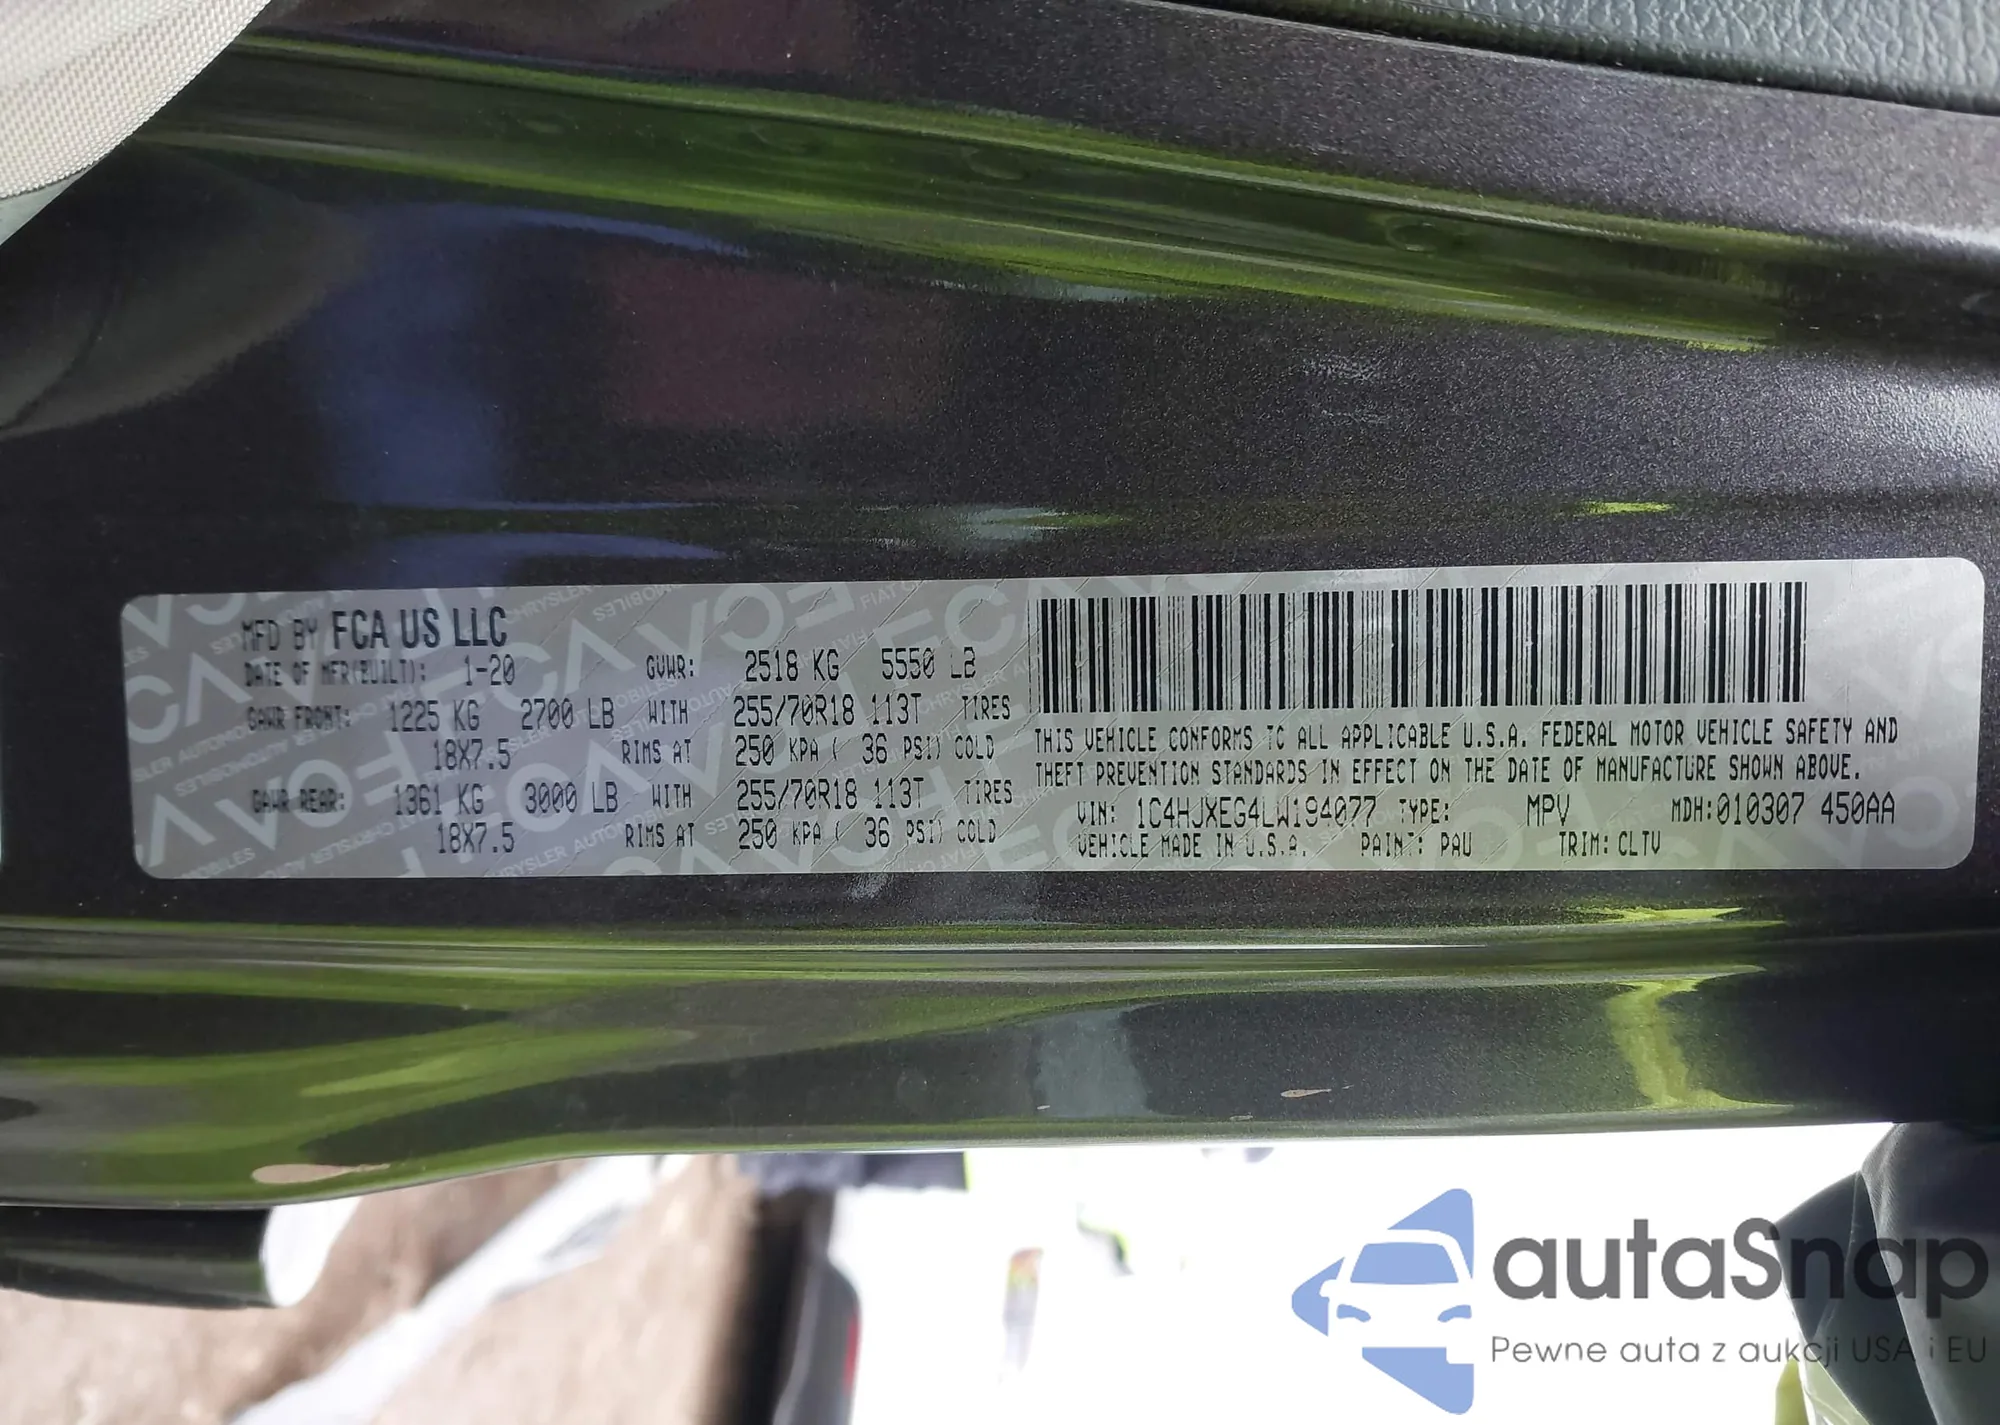 MFD BY FCA US LLC
DATE OF MFR(BUILT): 1-20 GVWR: 2518 KG 5550 LB
GAWR FRONT: 1225 KG 2700 LB WITH 255/70R18 113T TIRES
18X7.5 RIMS AT 250 KPA ( 36 PSI) COLD
GAWR REAR: 1361 KG 3000 LB WITH 255/70R18 113T TIRES
18X7.5 RIMS AT 250 KPA ( 36 PSI) COLD
THIS VEHICLE CONFORMS TO ALL APPLICABLE U.S.A. FEDERAL MOTOR VEHICLE SAFETY AND
THEFT PREVENTION STANDARDS IN EFFECT ON THE DATE OF MANUFACTURE SHOWN ABOVE.
VIN: 1C4HJXEG4LW194077 TYPE: MPV MDH:010307 450AA
VEHICLE MADE IN U.S.A. PAINT: PAU TRIM: CLTV
autaSnap
Pewne auta z aukcji USA i EU